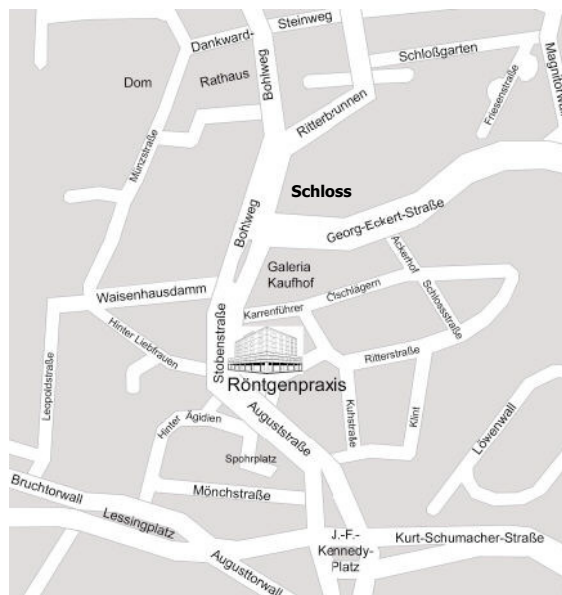 Steinweg
Dankward-
Schloßgarten
Dom
Rathaus
Bohlweg
Magnitorwall
Friesenstraße
Ritterbrunnen
Münzstraße
Schloss
Georg-Eckert-Straße
Bohlweg
Ackerhof
Galeria
Kaufhof
Waisenhausdamm
Ölschlägern
Schlossstraße
Karrenführer
Stobenstraße
Hinter Liebfrauen
Ritterstraße
Leopoldstraße
Röntgenpraxis
Kuhstraße
Klint
Hinter
Ägidien
Auguststraße
Löwenwall
Spohrplatz
Bruchtorwall
Mönchstraße
Lessingplatz
J.-F.-
Kennedy-
Platz
Kurt-Schumacher-Straße
Augusttorwall